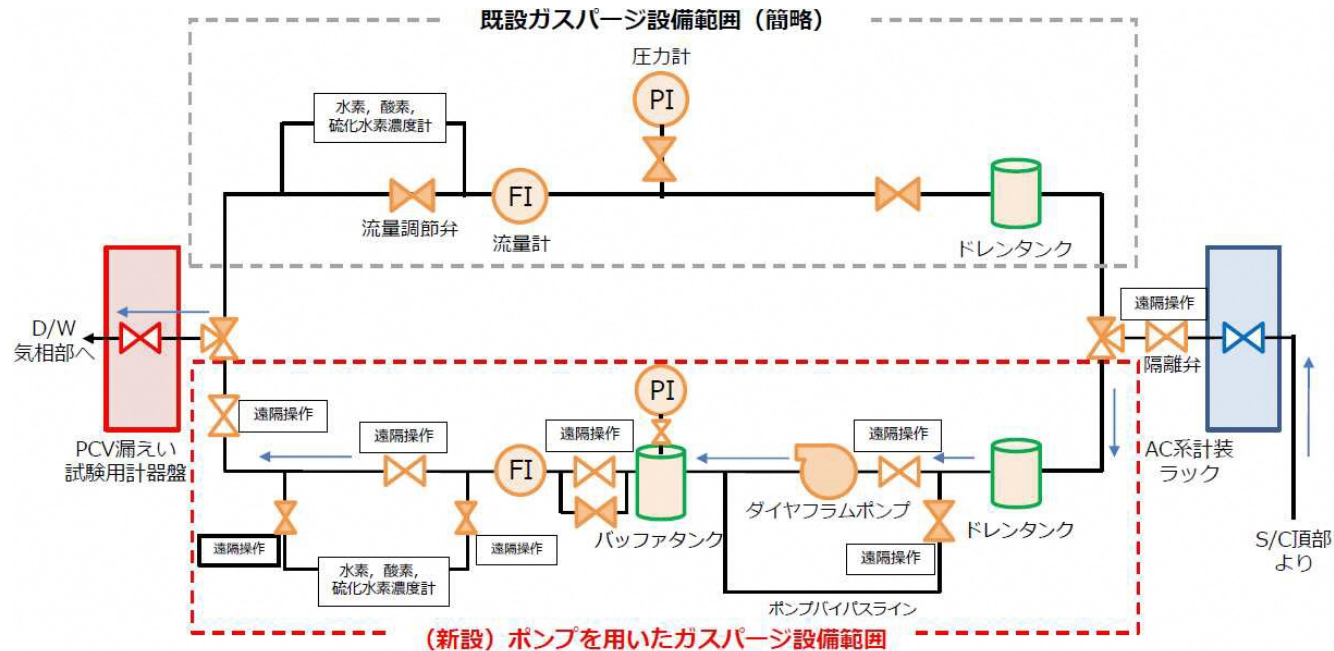 既設ガスパージ設備範囲（簡略）
圧力計
PI
水素，酸素，
硫化水素濃度計
FI
流量調節弁
流量計
ドレンタンク
遠隔操作
D/W
気相部へ
隔離弁
PCV漏えい
試験用計器盤
AC系計装
ラック
S/C頂部
より
遠隔操作
遠隔操作
FI
遠隔操作
PI
遠隔操作
バッファタンク
ダイヤフラムポンプ
ドレンタンク
遠隔操作
水素，酸素，
硫化水素濃度計
遠隔操作
遠隔操作
ポンプバイパスライン
（新設）ポンプを用いたガスパージ設備範囲